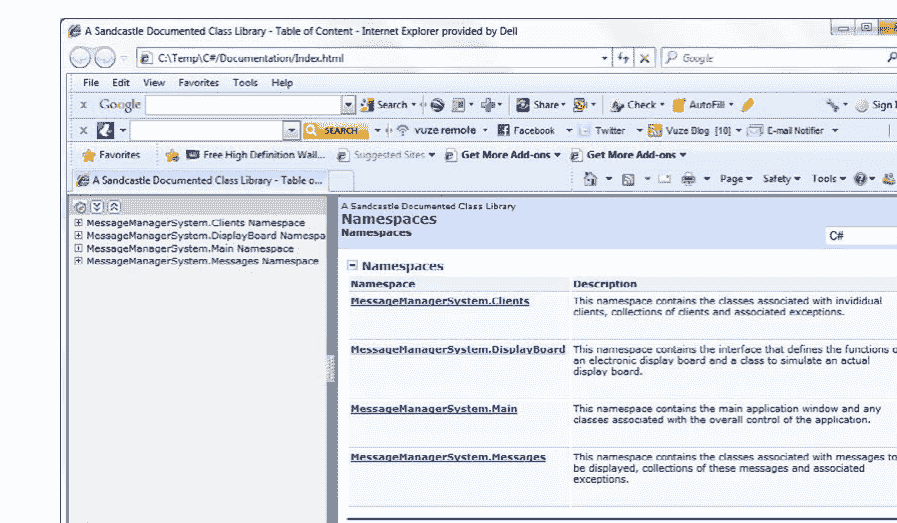 A Sandcastle Documented Class Library - Table of Content - Internet Explorer provided by Dell
C:\Temp\C#/Documentation/Index.html
Google
File Edit View Favorites Tools Help
x Google Search Share Check AutoFill Sign I
x SEARCH vuze remote Facebook Twitter Vuze Blog [10] E-mail Notifier
Favorites Free High Definition Wall... Suggested Sites Get More Add-ons Get More Add-ons
A Sandcastle Documented Class Library - Table o... Page Safety Tools
MessageManagerSystem.Clients Namespace
MessageManagerSystem.DisplayBoard Namespa
MessageManagerSystem.Main Namespace
MessageManagerSystem.Messages Namespace
A Sandcastle Documented Class Library
Namespaces
Namespaces
C#
Namespaces
Namespace Description
MessageManagerSystem.Clients This namespace contains the classes associated with invididual
clients, collections of clients and associated exceptions.
MessageManagerSystem.DisplayBoard This namespace contains the interface that defines the functions o
an electronic display board and a class to simulate an actual
display board.
MessageManagerSystem.Main This namespace contains the main application window and any
classes associated with the overall control of the application.
MessageManagerSystem.Messages This namespace contains the classes associated with messages to
be displayed, collections of these messages and associated
exceptions.